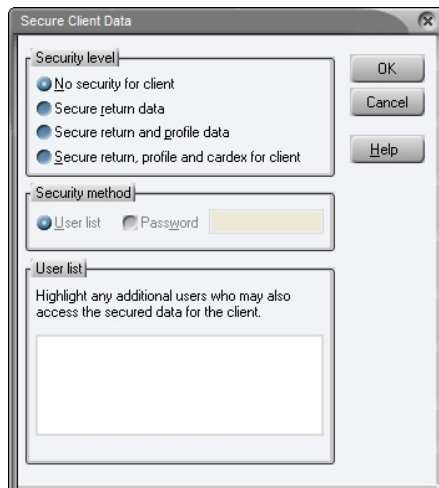 Secure Client Data
Security level
No security for client
Secure return data
Secure return and profile data
Secure return, profile and cardex for client
OK
Cancel
Help
Security method
User list
Password
User list
Highlight any additional users who may also
access the secured data for the client.